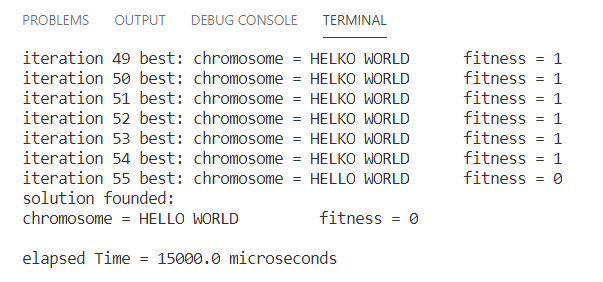 PROBLEMS OUTPUT DEBUG CONSOLE TERMINAL
iteration 49 best: chromosome = HELKO WORLD fitness = 1
iteration 50 best: chromosome = HELKO WORLD fitness = 1
iteration 51 best: chromosome = HELKO WORLD fitness = 1
iteration 52 best: chromosome = HELKO WORLD fitness = 1
iteration 53 best: chromosome = HELKO WORLD fitness = 1
iteration 54 best: chromosome = HELKO WORLD fitness = 1
iteration 55 best: chromosome = HELLO WORLD fitness = 0
solution founded:
chromosome = HELLO WORLD fitness = 0
elapsed Time = 15000.0 microseconds